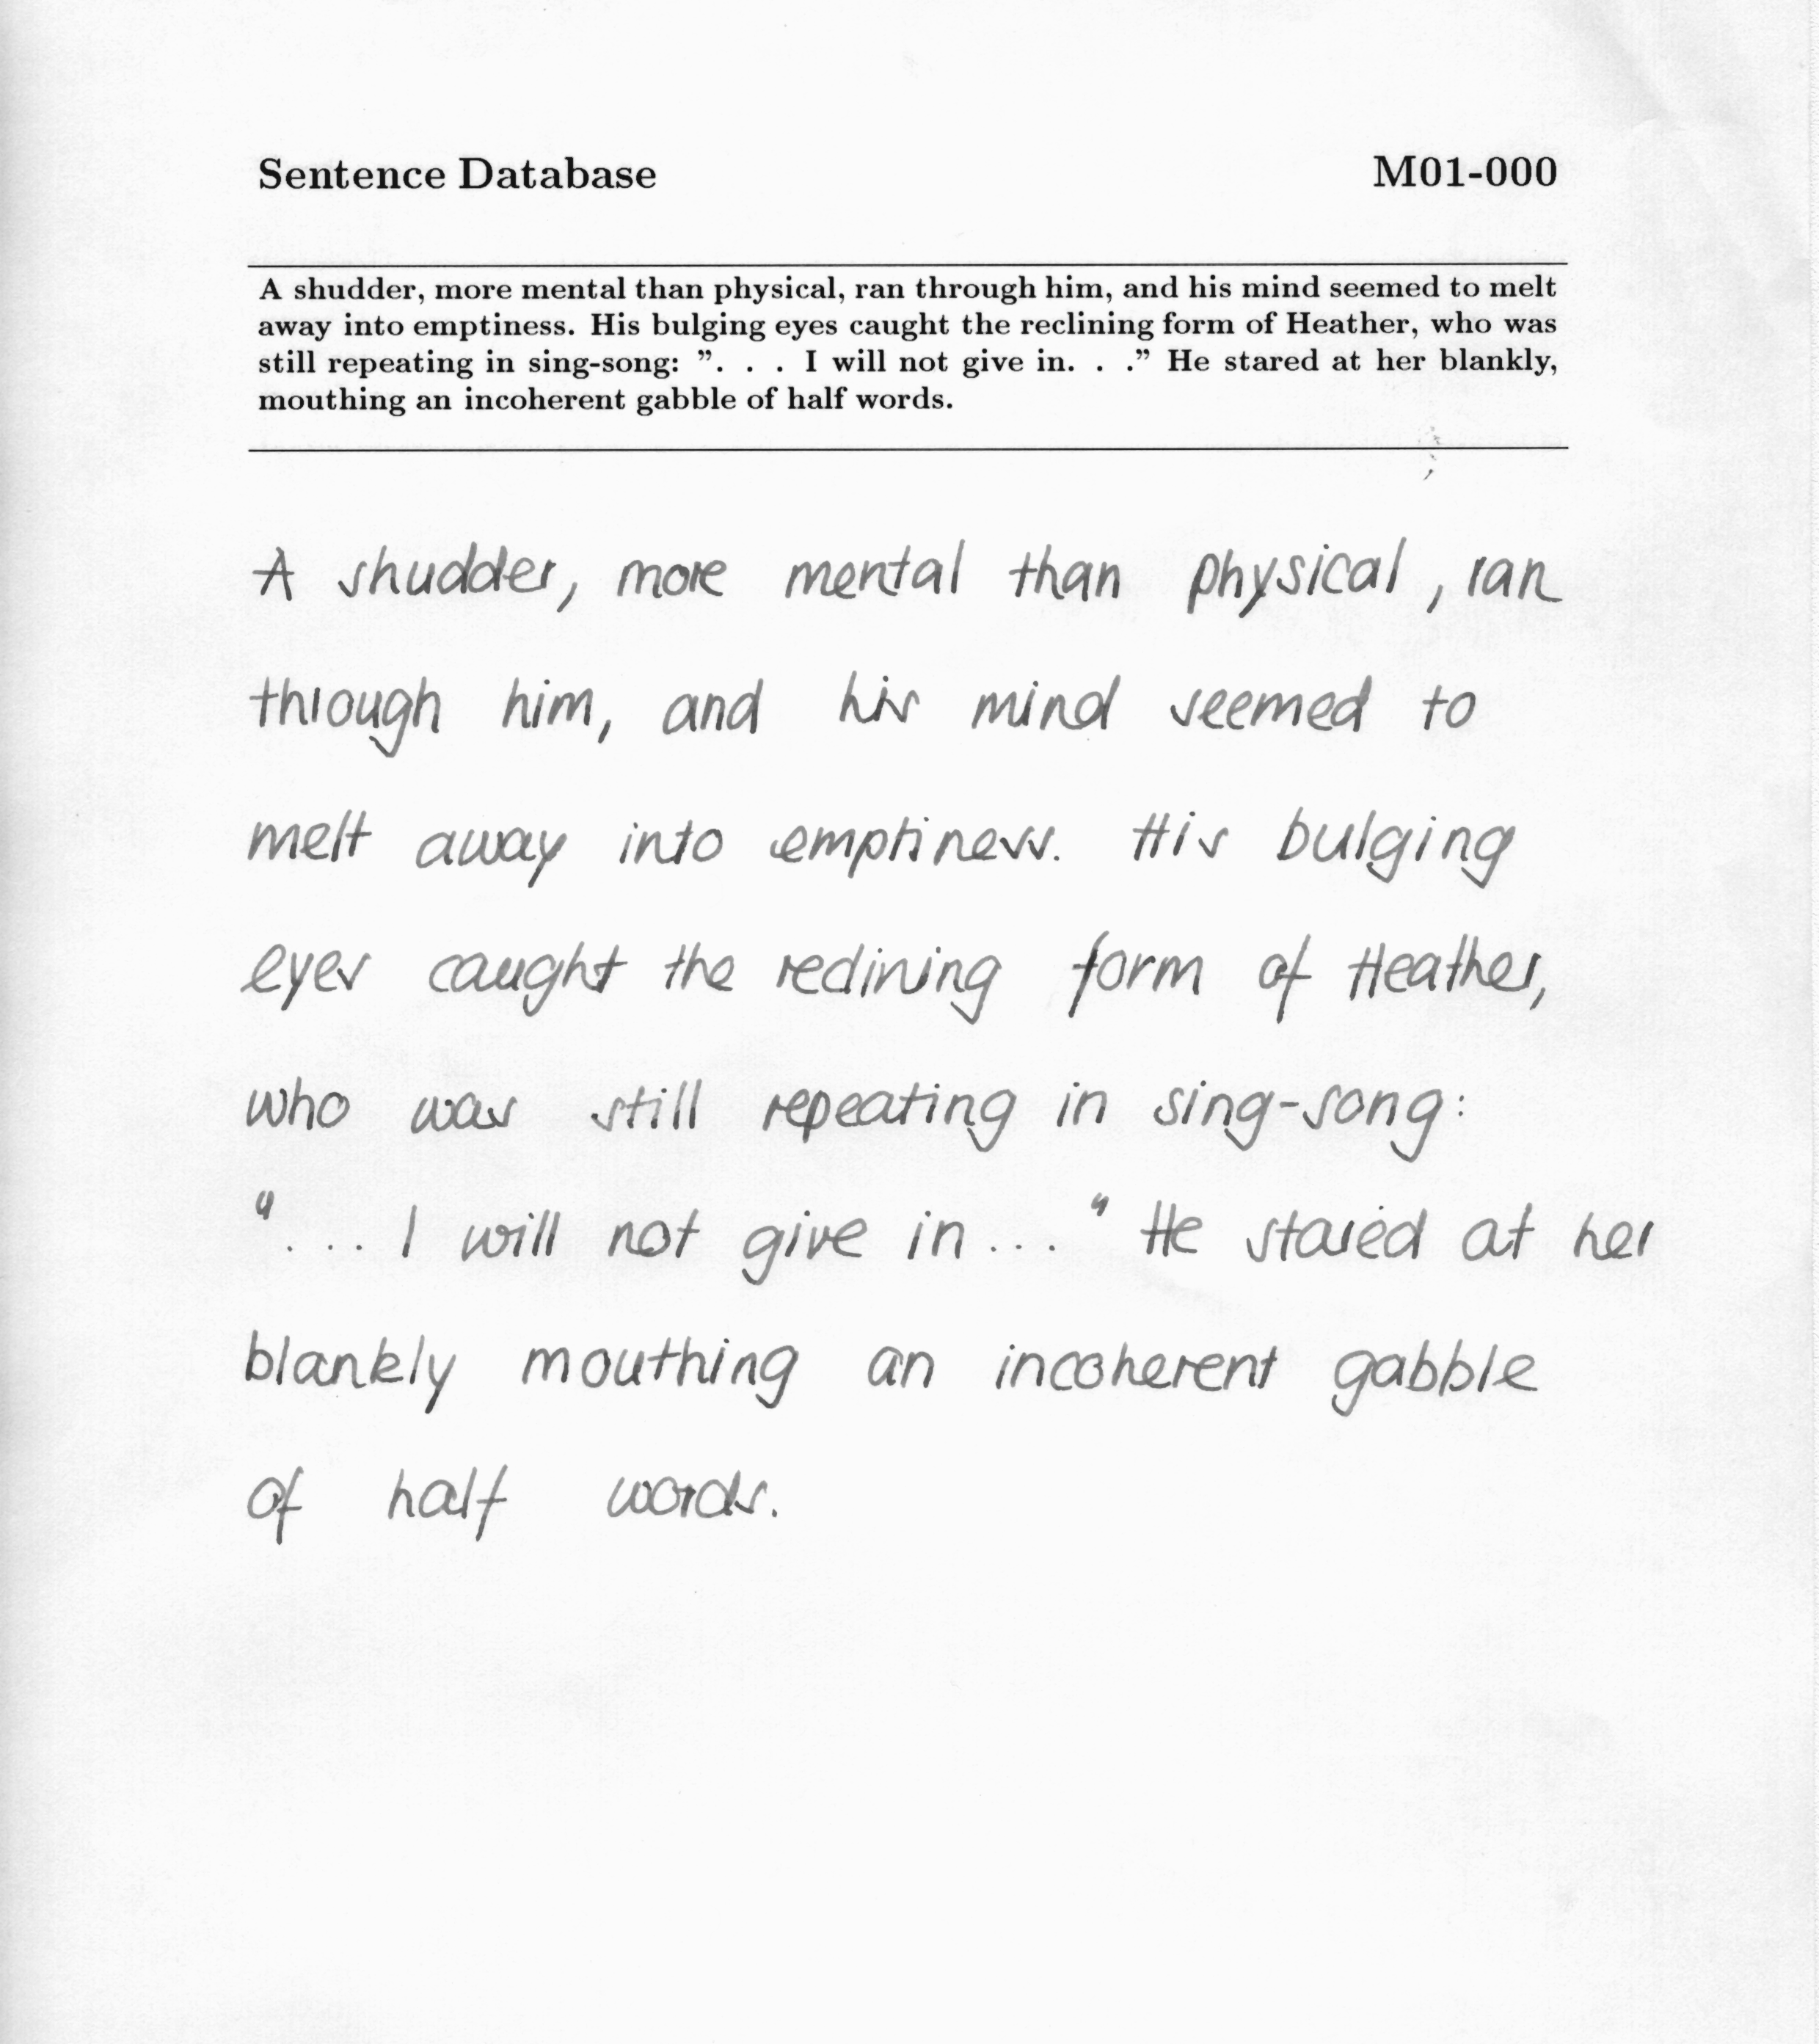 Sentence Database M01-000
A shudder, more mental than physical, ran through him, and his mind seemed to melt
away into emptiness. His bulging eyes caught the reclining form of Heather, who was
still repeating in sing-song: ”. . . I will not give in. . .” He stared at her blankly,
mouthing an incoherent gabble of half words.
A shudder, more mental than physical, ran
through him, and his mind seemed to
melt away into emptiness. His bulging
eyes caught the reclining form of Heather,
who was still repeating in sing-song:
"... I will not give in..." He stared at her
blankly mouthing an incoherent gabble
of half words.